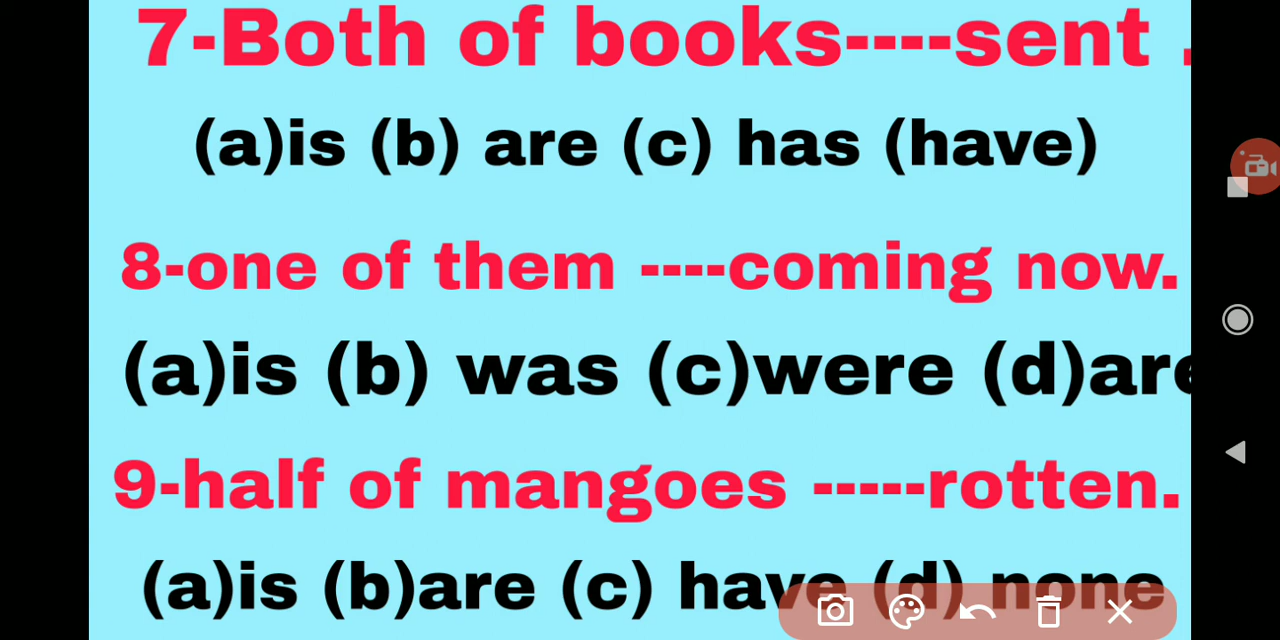 7-Both of books----sent .
(a)is (b) are (c) has (have)
8-one of them ----coming now.
(a)is (b) was (c)were (d)are
9-half of mangoes -----rotten.
(a)is (b)are (c) have (d) none